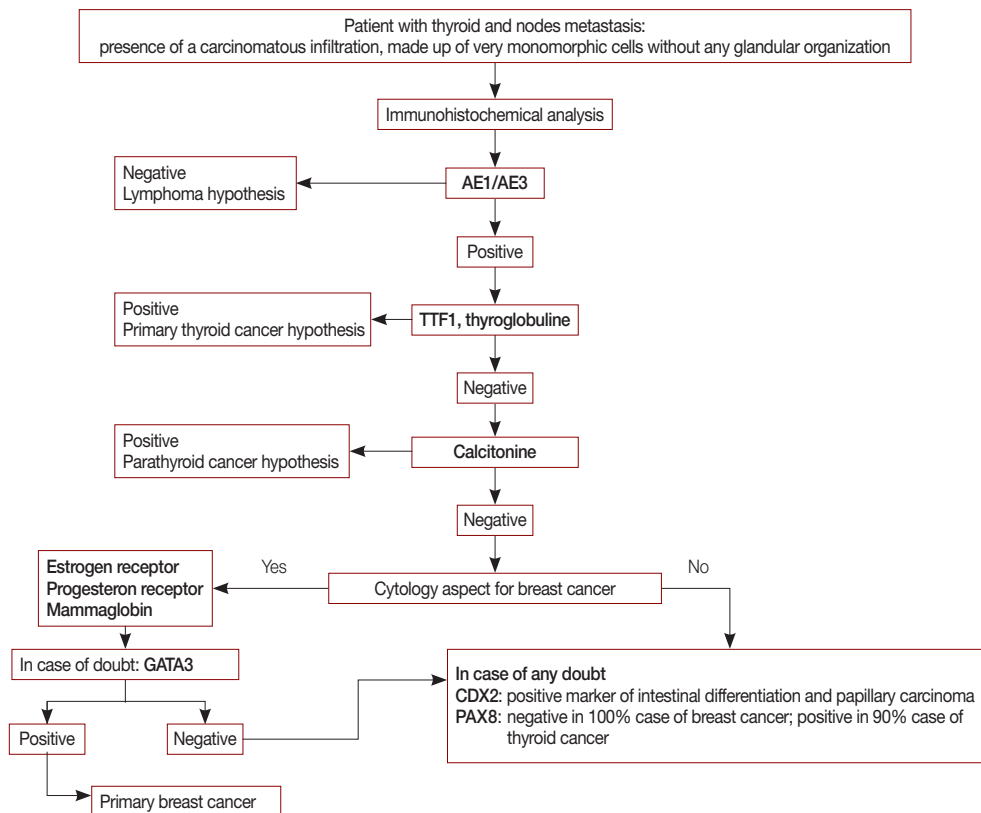 Patient with thyroid and nodes metastasis:
presence of a carcinomatous infiltration, made up of very monomorphic cells without any glandular organization
Immunohistochemical analysis
Negative
Lymphoma hypothesis
AE1/AE3
Positive
Positive
Primary thyroid cancer hypothesis
TTF1, thyroglobuline
Negative
Positive
Parathyroid cancer hypothesis
Calcitonine
Negative
Estrogen receptor
Progesteron receptor
Mammaglobin
Yes
Cytology aspect for breast cancer
No
In case of doubt: GATA3
In case of any doubt
CDX2: positive marker of intestinal differentiation and papillary carcinoma
PAX8: negative in 100% case of breast cancer; positive in 90% case of
thyroid cancer
Positive
Negative
Primary breast cancer